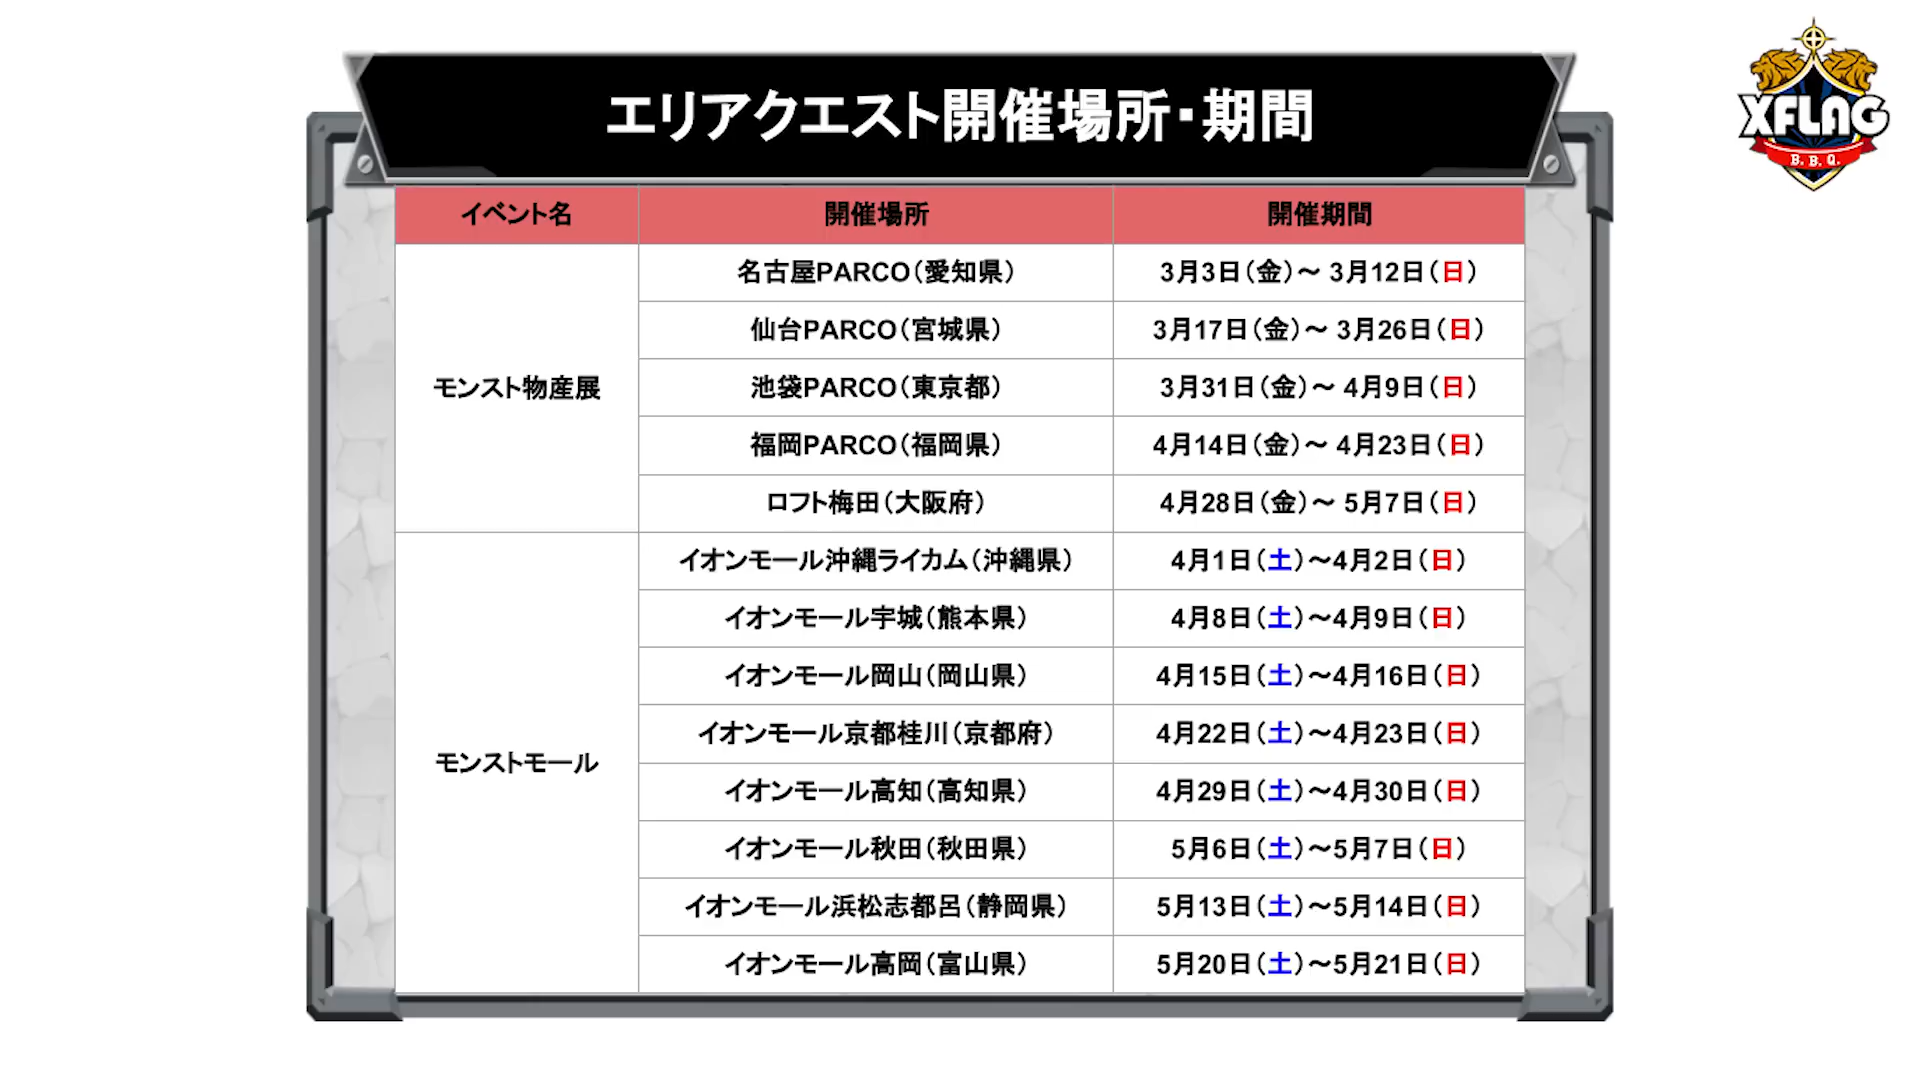 エリアクエスト開催場所・期間
XFLAG
B.B.Q.
イベント名 開催場所 開催期間
モンスト物産展
名古屋PARCO（愛知県） 3月3日（金）～ 3月12日（日）
仙台PARCO（宮城県） 3月17日（金）～ 3月26日（日）
池袋PARCO（東京都） 3月31日（金）～ 4月9日（日）
福岡PARCO（福岡県） 4月14日（金）～ 4月23日（日）
ロフト梅田（大阪府） 4月28日（金）～ 5月7日（日）
モンストモール
イオンモール沖縄ライカム（沖縄県） 4月1日（土）～4月2日（日）
イオンモール宇城（熊本県） 4月8日（土）～4月9日（日）
イオンモール岡山（岡山県） 4月15日（土）～4月16日（日）
イオンモール京都桂川（京都府） 4月22日（土）～4月23日（日）
イオンモール高知（高知県） 4月29日（土）～4月30日（日）
イオンモール秋田（秋田県） 5月6日（土）～5月7日（日）
イオンモール浜松志都呂（静岡県） 5月13日（土）～5月14日（日）
イオンモール高岡（富山県） 5月20日（土）～5月21日（日）